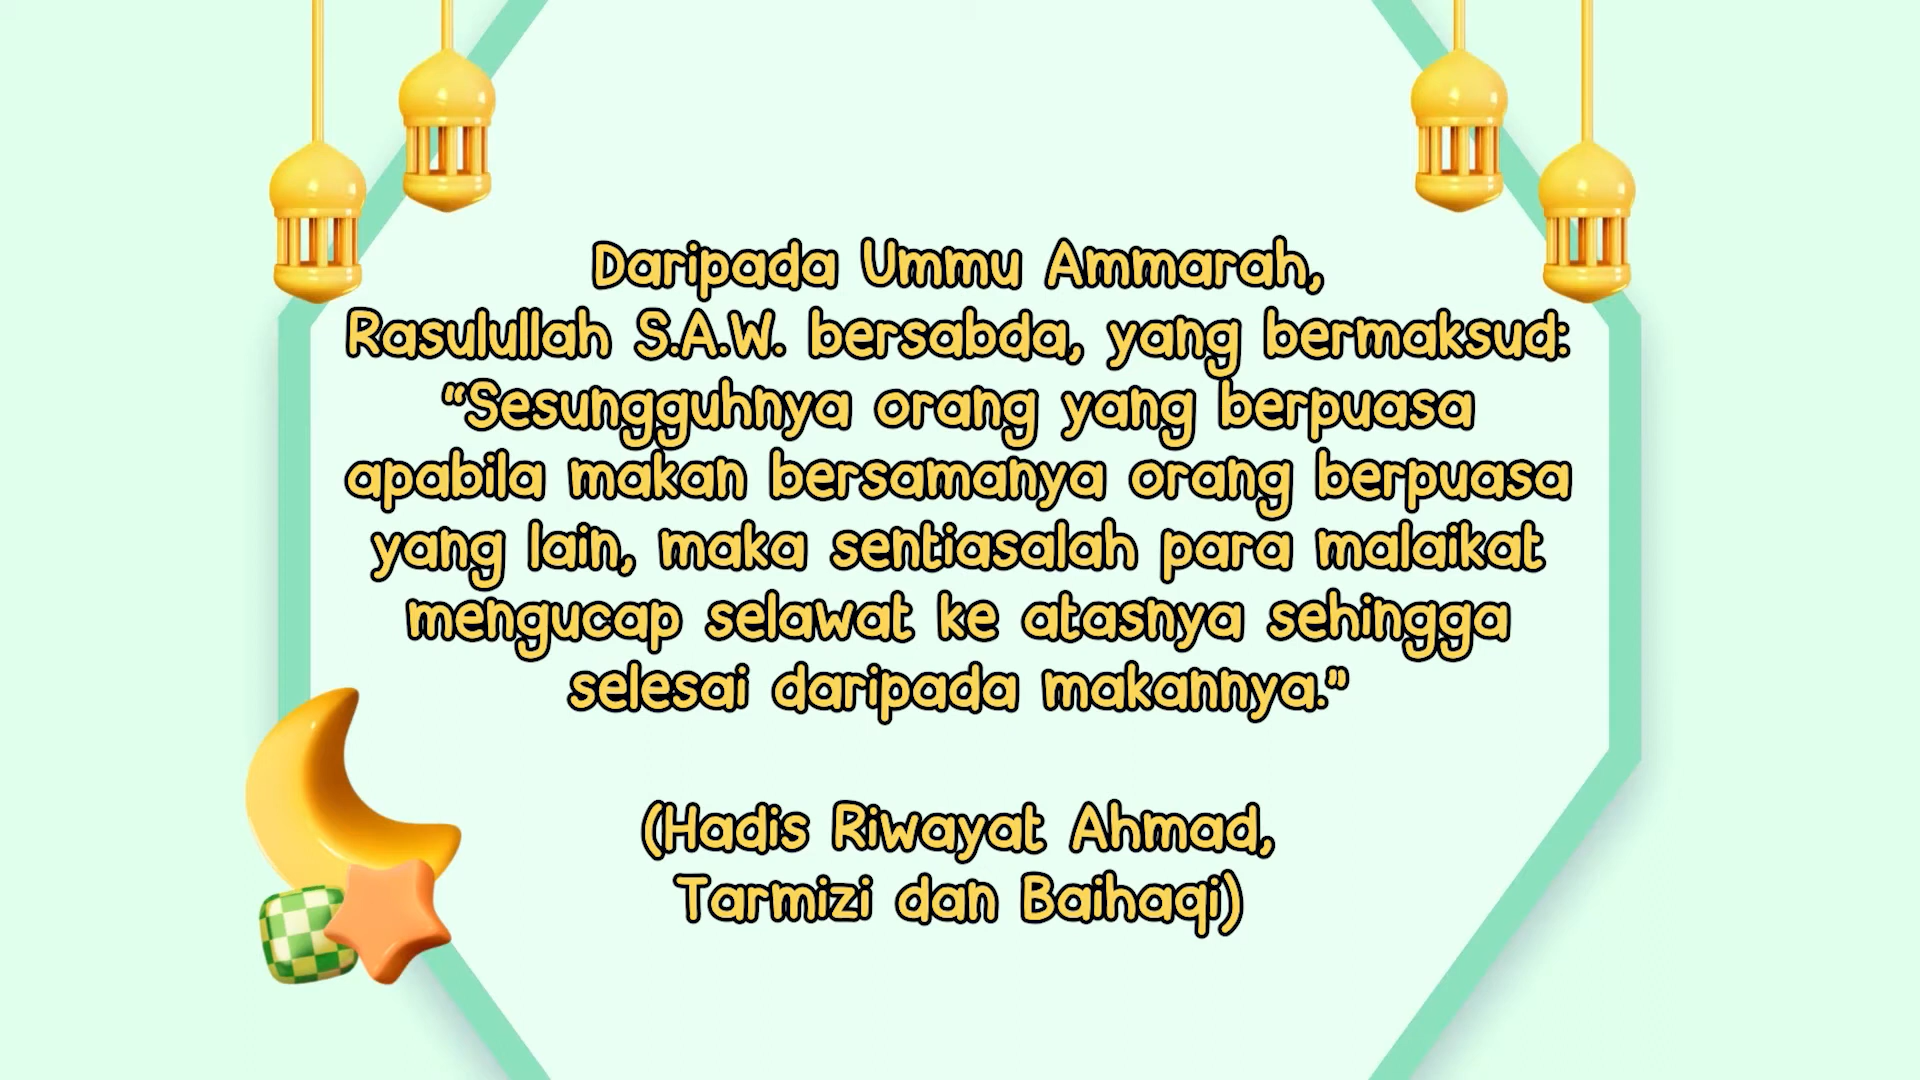 Daripada Ummu Ammarah,
Rasulullah S.A.W. bersabda, yang bermaksud:
“Sesungguhnya orang yang berpuasa
apabila makan bersamanya orang berpuasa
yang lain, maka sentiasalah para malaikat
mengucap selawat ke atasnya sehingga
selesai daripada makannya.”
(Hadis Riwayat Ahmad,
Tarmizi dan Baihaqi)